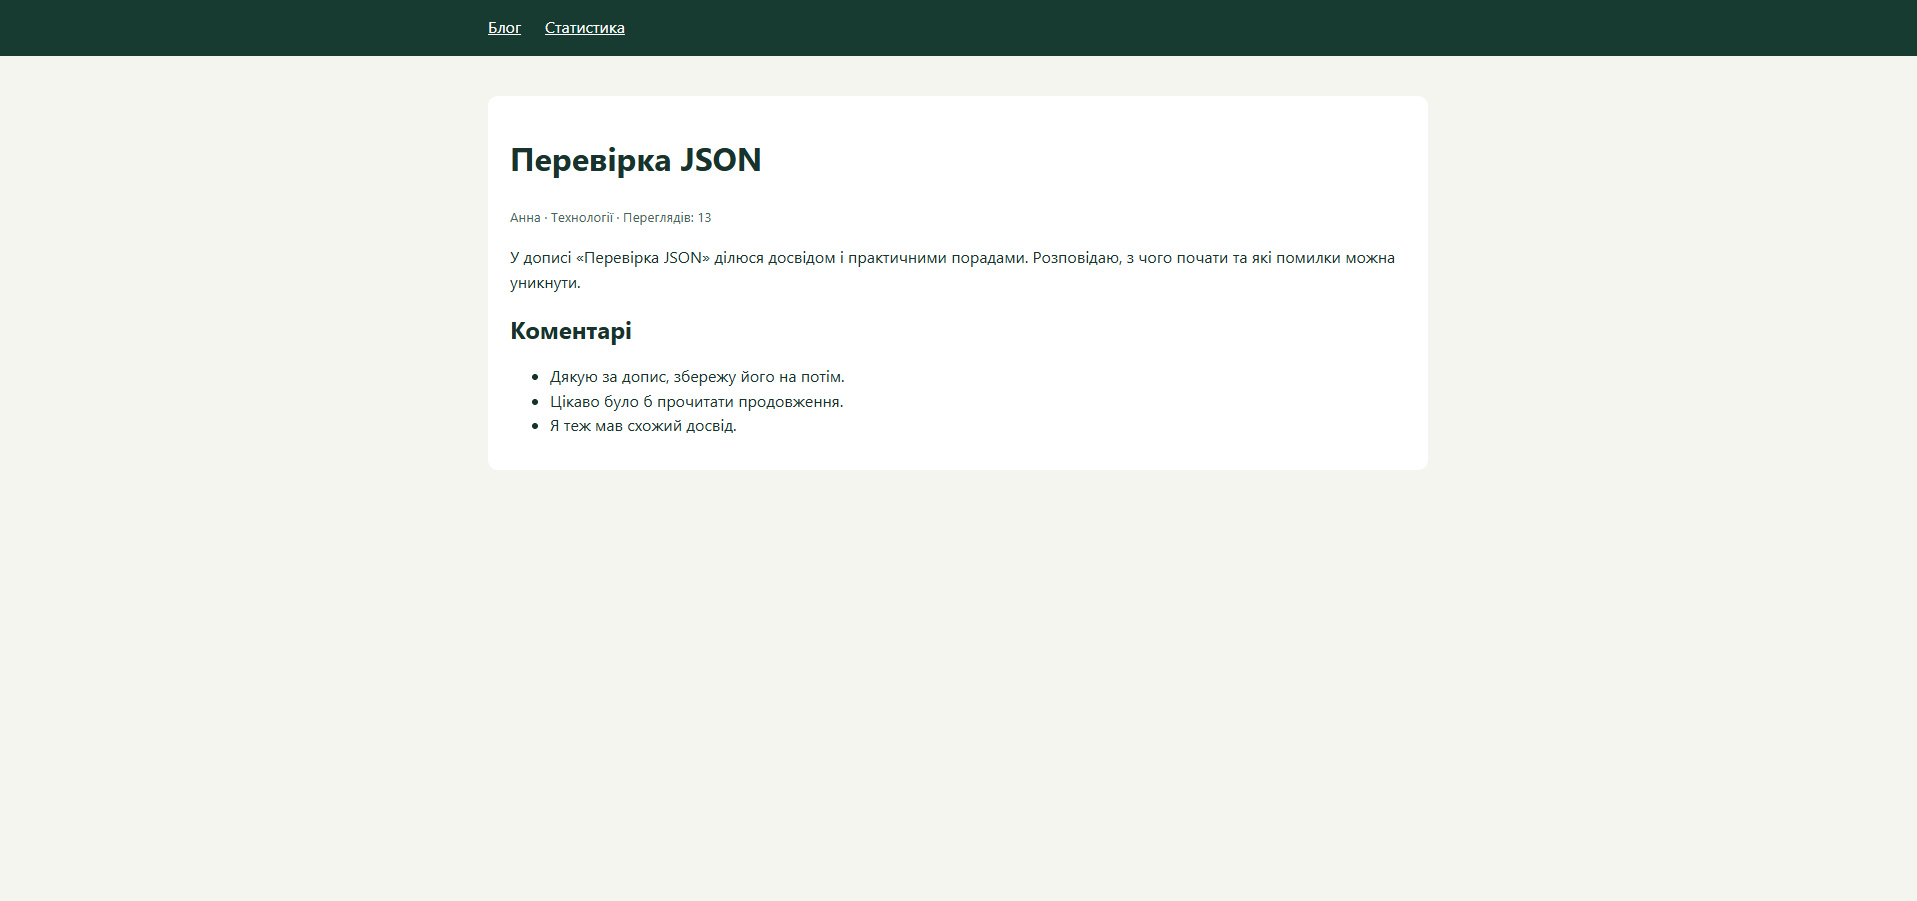 Блог Статистика
Перевірка JSON
Анна · Технології · Переглядів: 13
У дописі «Перевірка JSON» ділюся досвідом і практичними порадами. Розповідаю, з чого почати та які помилки можна
уникнути.
Коментарі
Дякую за допис, збережу його на потім.
Цікаво було б прочитати продовження.
Я теж мав схожий досвід.